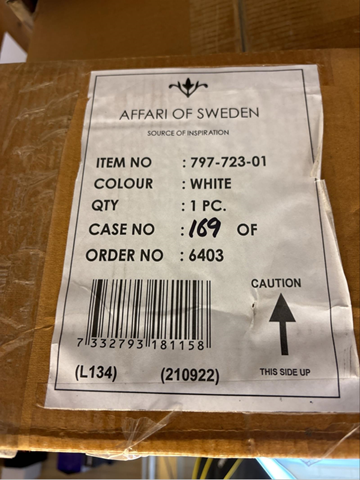 AFFARI OF SWEDEN
SOURCE OF INSPIRATION
ITEM NO : 797-723-01
COLOUR : WHITE
QTY : 1 PC.
CASE NO : 169 OF
ORDER NO : 6403
CAUTION
7 332793 181158
THIS SIDE UP
(L134) (210922)